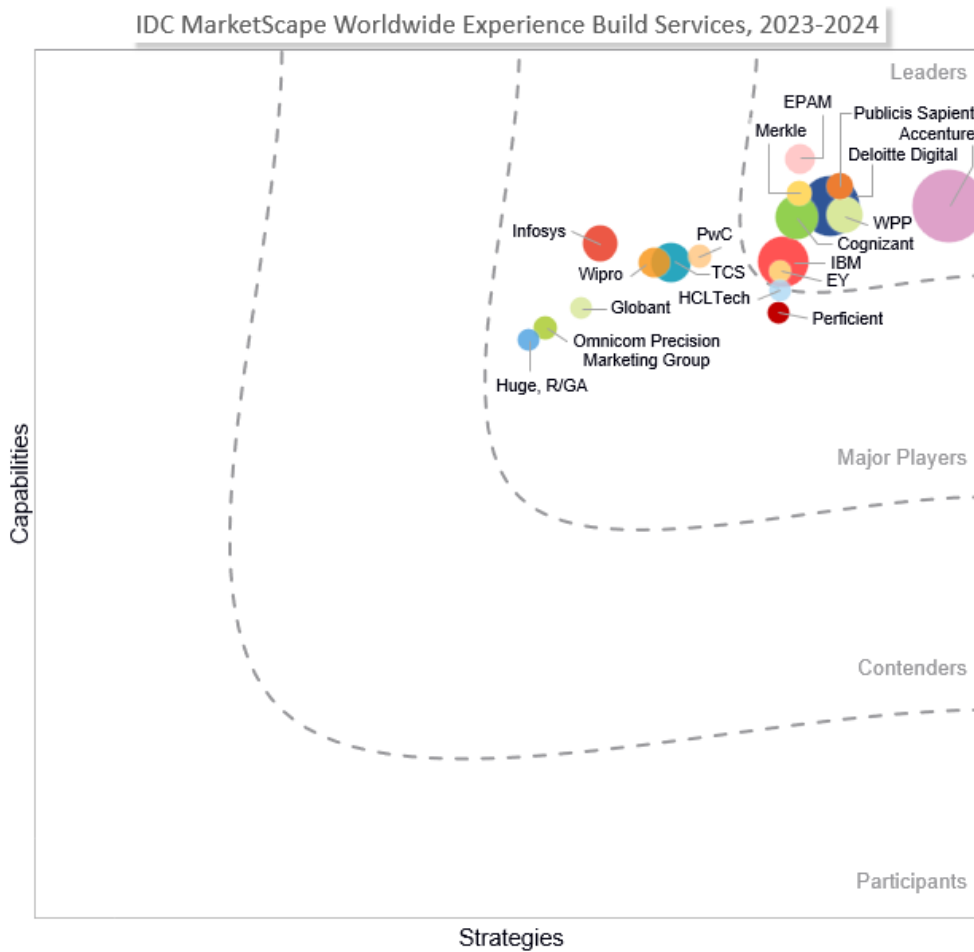 IDC MarketScape Worldwide Experience Build Services, 2023-2024
Leaders
EPAM
Publicis Sapient
Merkle
Accenture
Deloitte Digital
WPP
Infosys
PwC
Cognizant
Wipro
TCS
IBM
EY
HCLTech
Globant
Perficient
Omnicom Precision
Marketing Group
Huge, R/GA
Major Players
Capabilities
Contenders
Participants
Strategies